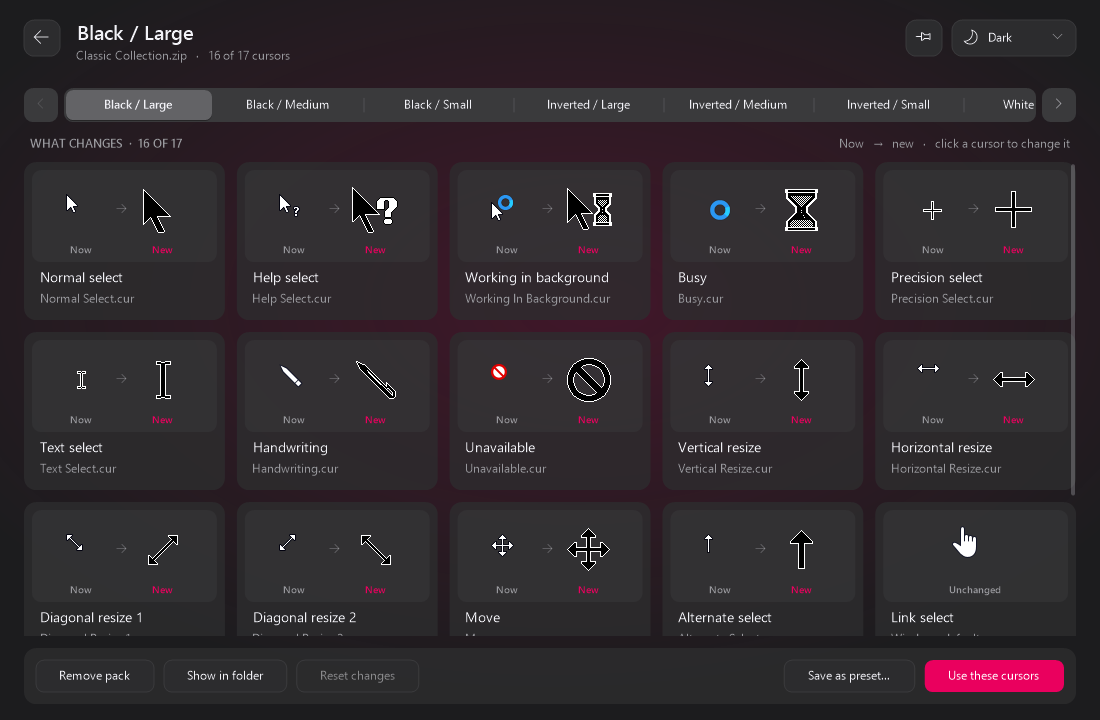 Black / Large
Classic Collection.zip · 16 of 17 cursors
Dark
Black / Large
Black / Medium
Black / Small
Inverted / Large
Inverted / Medium
Inverted / Small
White
WHAT CHANGES · 16 OF 17
Now → new · click a cursor to change it
Now → New
Normal select
Normal Select.cur
Now → New
Help select
Help Select.cur
Now → New
Working in background
Working In Background.cur
Now → New
Busy
Busy.cur
Now → New
Precision select
Precision Select.cur
Now → New
Text select
Text Select.cur
Now → New
Handwriting
Handwriting.cur
Now → New
Unavailable
Unavailable.cur
Now → New
Vertical resize
Vertical Resize.cur
Now → New
Horizontal resize
Horizontal Resize.cur
Now → New
Diagonal resize 1
Now → New
Diagonal resize 2
Now → New
Move
Now → New
Alternate select
Unchanged
Link select
Remove pack
Show in folder
Reset changes
Save as preset...
Use these cursors